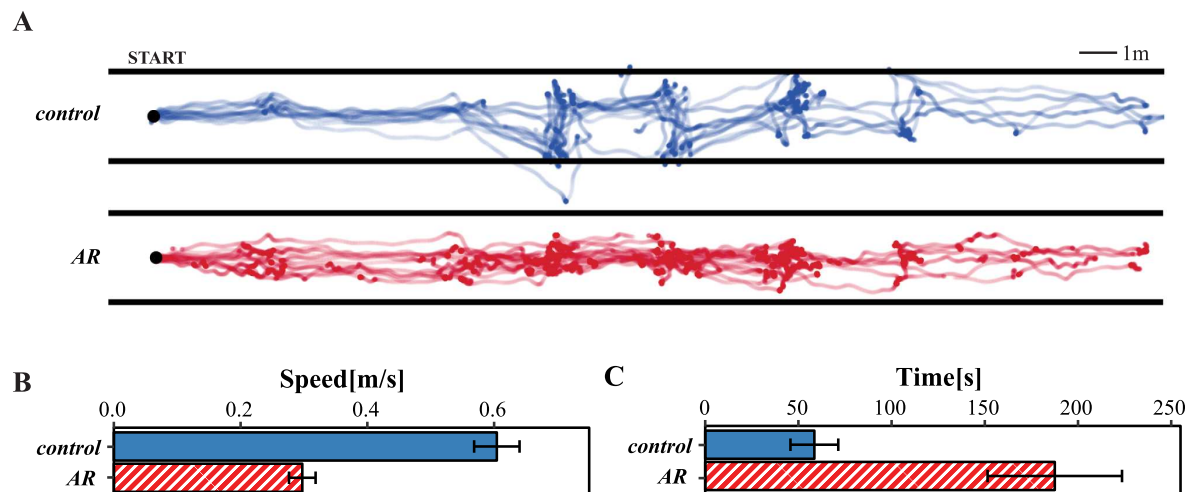 A
START
1m
control
AR
B
Speed[m/s]
0.0 0.2 0.4 0.6
control
AR
C
Time[s]
0 50 100 150 200 250
control
AR